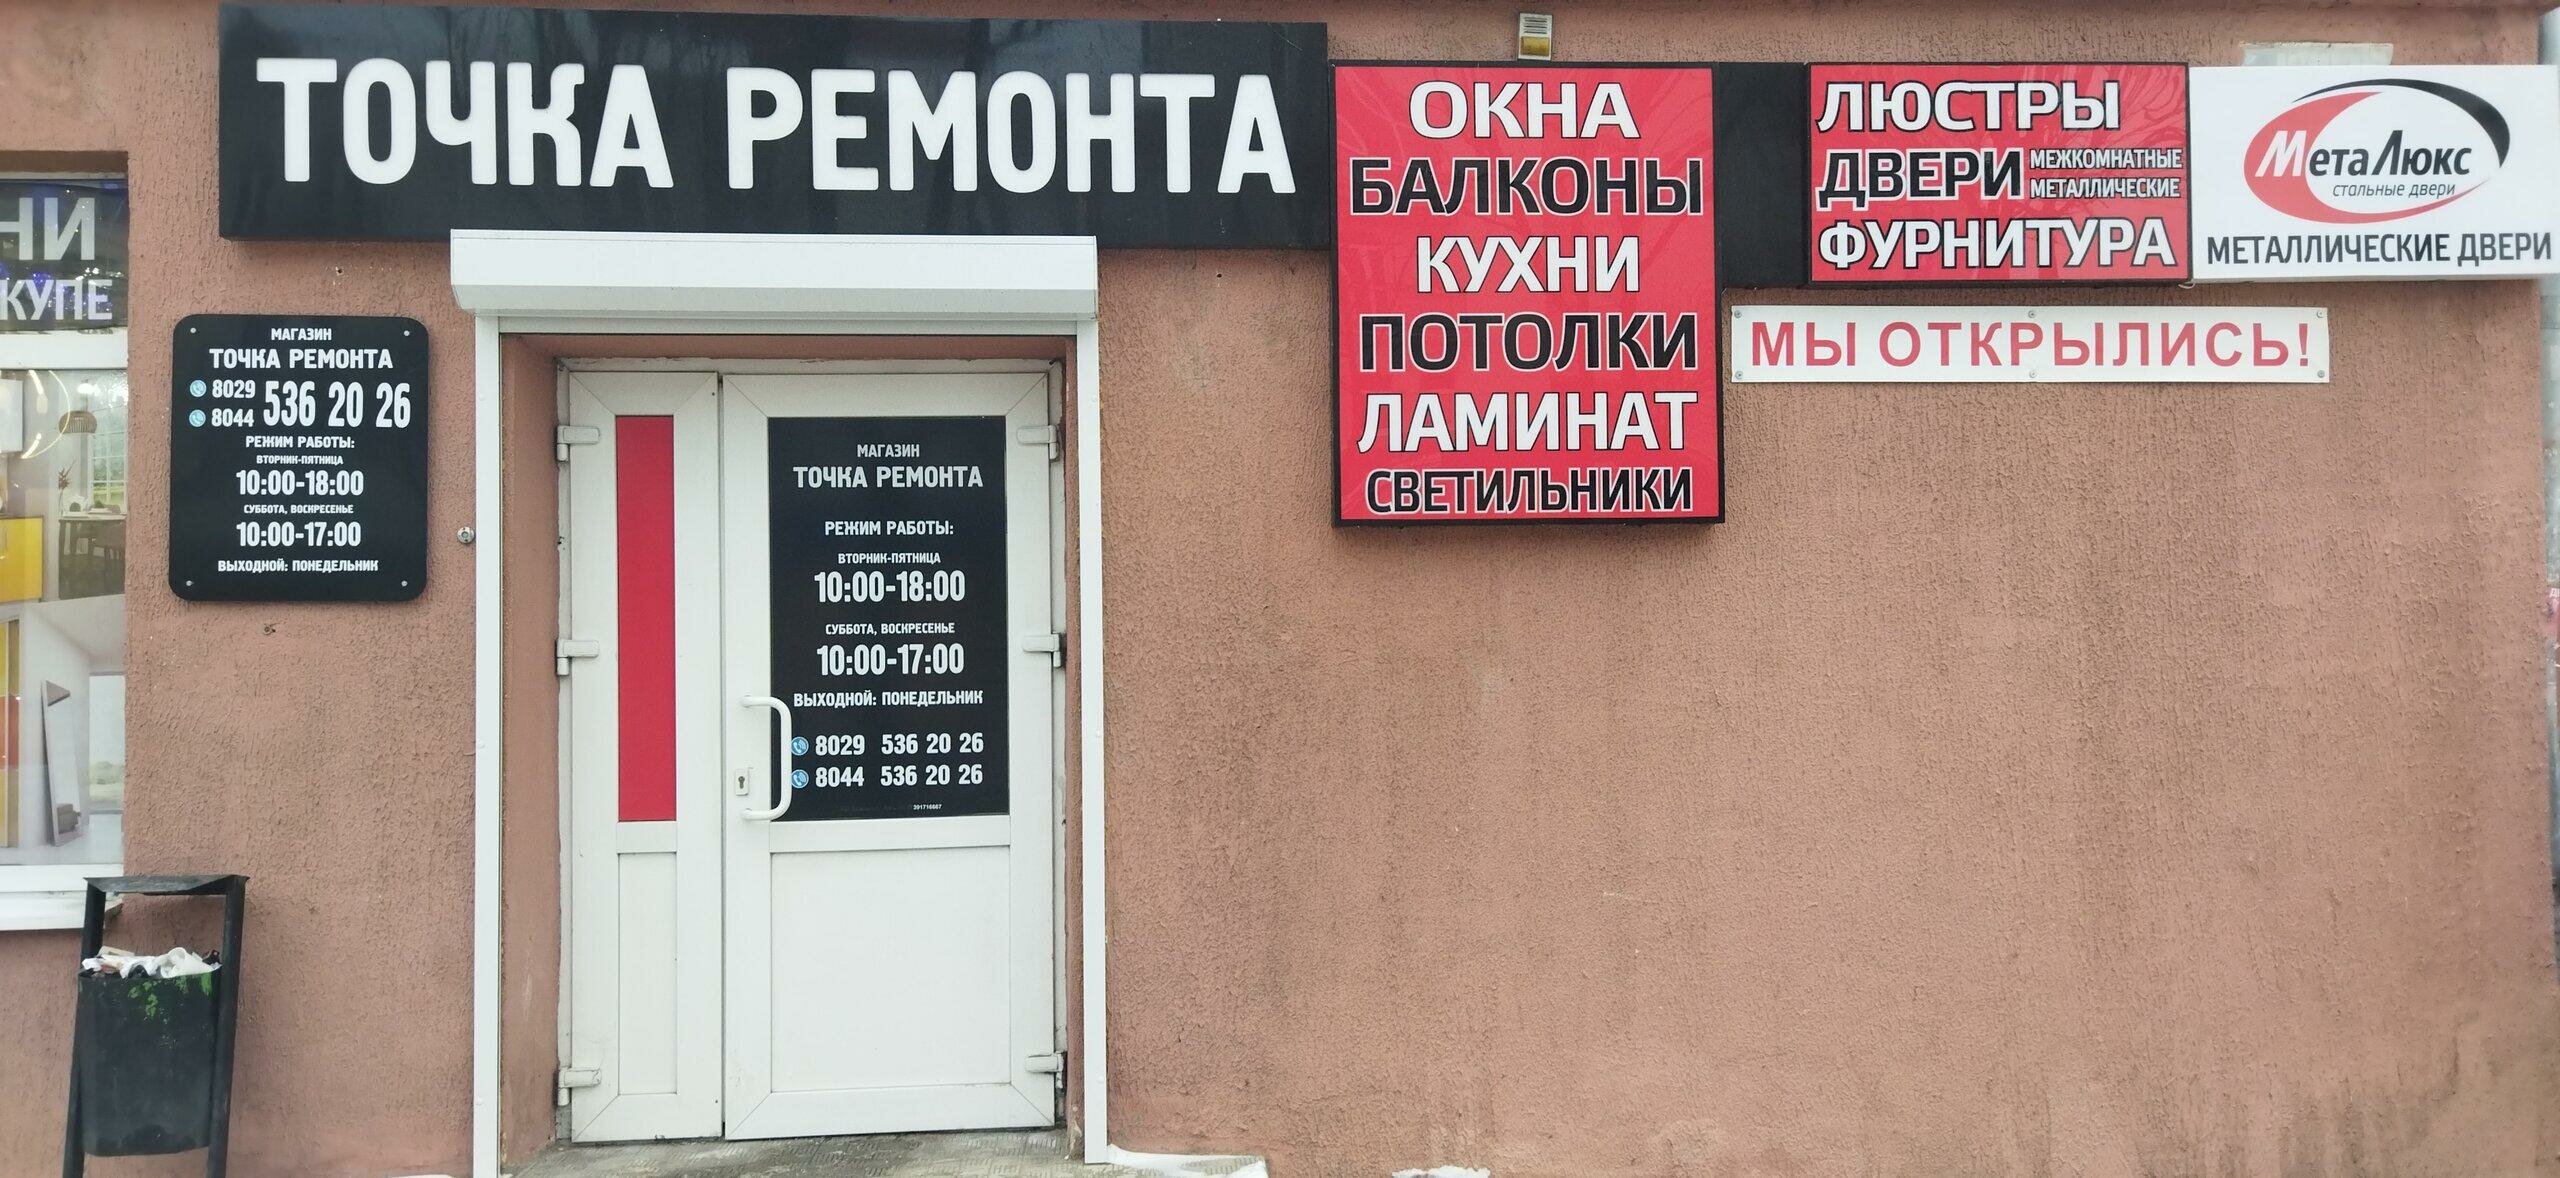 ТОЧКА РЕМОНТА
ОКНА
БАЛКОНЫ
КУХНИ
ПОТОЛКИ
ЛАМИНАТ
СВЕТИЛЬНИКИ
ЛЮСТРЫ
ДВЕРИ МЕЖКОМНАТНЫЕ
МЕТАЛЛИЧЕСКИЕ
ФУРНИТУРА
МетаЛюкс
стальные двери
МЕТАЛЛИЧЕСКИЕ ДВЕРИ
МЫ ОТКРЫЛИСЬ!
НИ
КУПЕ
МАГАЗИН
ТОЧКА РЕМОНТА
8029 536 20 26
8044
РЕЖИМ РАБОТЫ:
ВТОРНИК-ПЯТНИЦА
10:00-18:00
СУББОТА, ВОСКРЕСЕНЬЕ
10:00-17:00
ВЫХОДНОЙ: ПОНЕДЕЛЬНИК
МАГАЗИН
ТОЧКА РЕМОНТА
РЕЖИМ РАБОТЫ:
ВТОРНИК-ПЯТНИЦА
10:00-18:00
СУББОТА, ВОСКРЕСЕНЬЕ
10:00-17:00
ВЫХОДНОЙ: ПОНЕДЕЛЬНИК
8029 536 20 26
8044 536 20 26
391716667